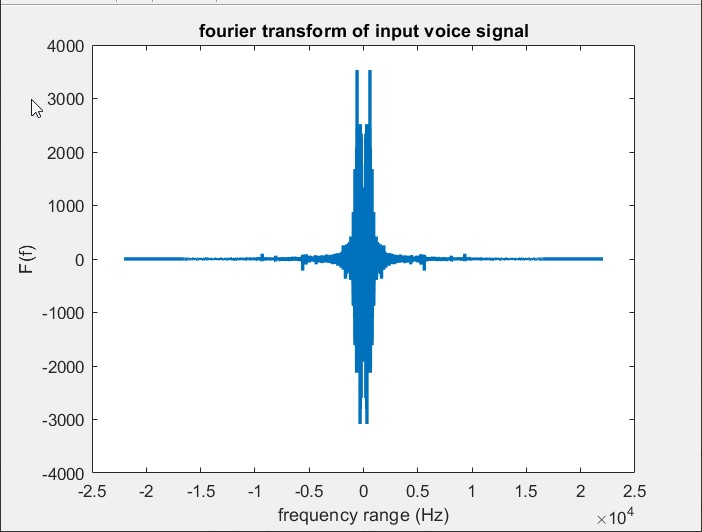 fourier transform of input voice signal
4000
3000
2000
1000
0
-1000
-2000
-3000
-4000
F(f)
-2.5 -2 -1.5 -1 -0.5 0 0.5 1 1.5 2 2.5
frequency range (Hz)
×10^4